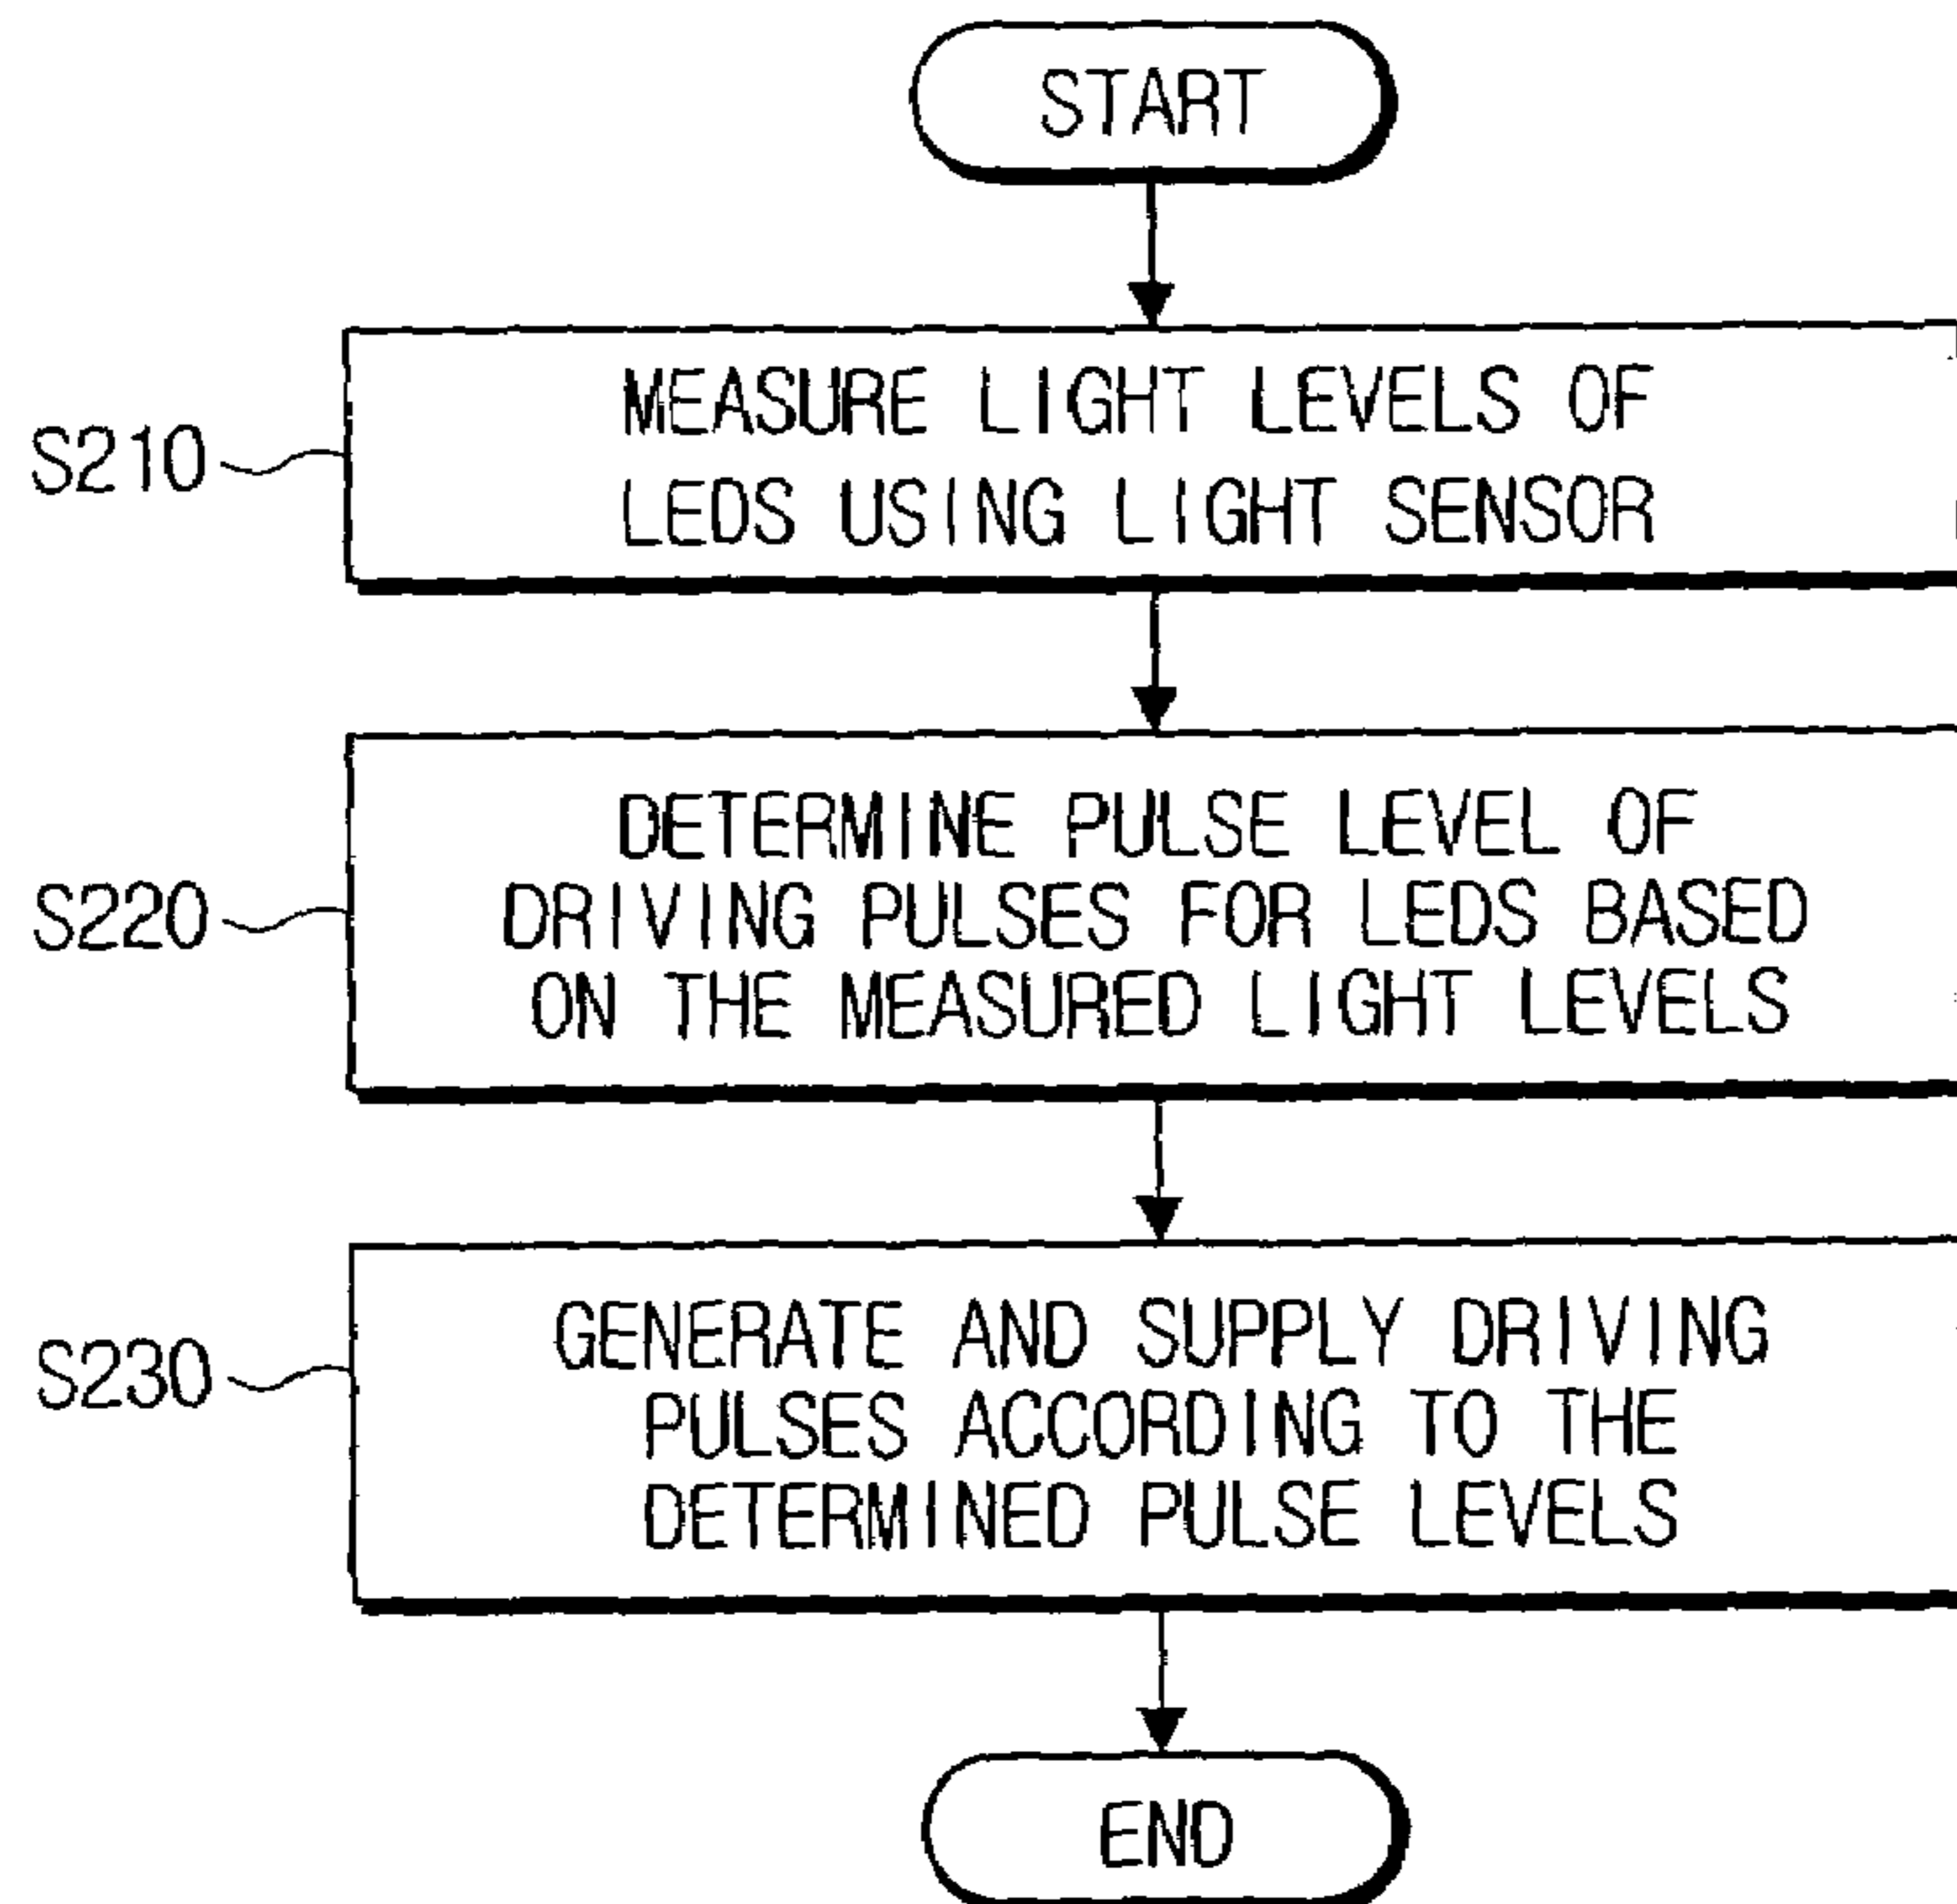 START
MEASURE LIGHT LEVELS OF
LEDS USING LIGHT SENSOR
S210
DETERMINE PULSE LEVEL OF
DRIVING PULSES FOR LEDS BASED
ON THE MEASURED LIGHT LEVELS
S220
GENERATE AND SUPPLY DRIVING
PULSES ACCORDING TO THE
DETERMINED PULSE LEVELS
S230
END